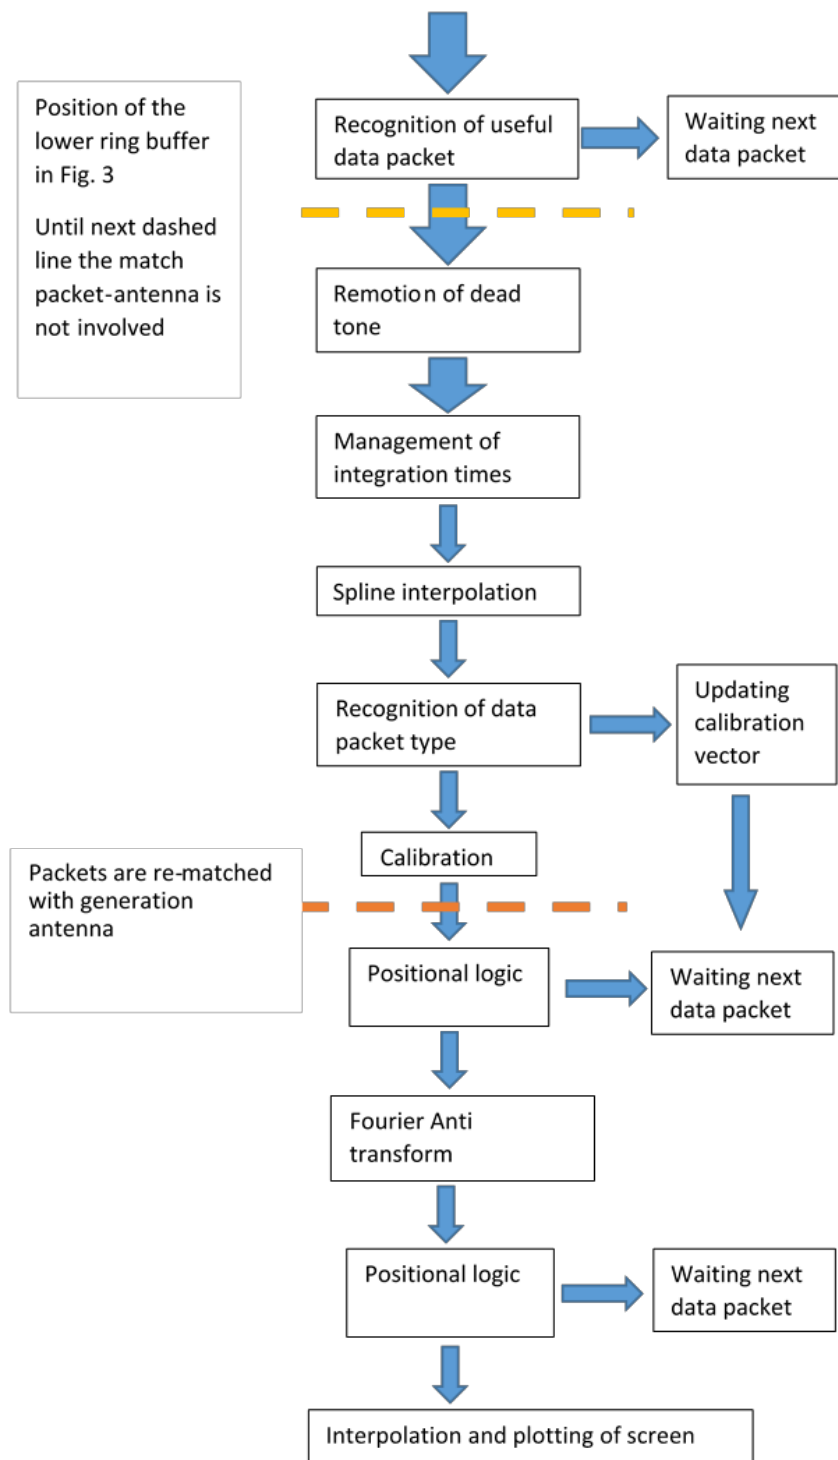 Position of the
lower ring buffer
in Fig. 3
Until next dashed
line the match
packet-antenna is
not involved
Recognition of useful
data packet
Waiting next
data packet
Remotion of dead
tone
Management of
integration times
Spline interpolation
Recognition of data
packet type
Updating
calibration
vector
Calibration
Packets are re-matched
with generation
antenna
Positional logic
Waiting next
data packet
Fourier Anti
transform
Positional logic
Waiting next
data packet
Interpolation and plotting of screen